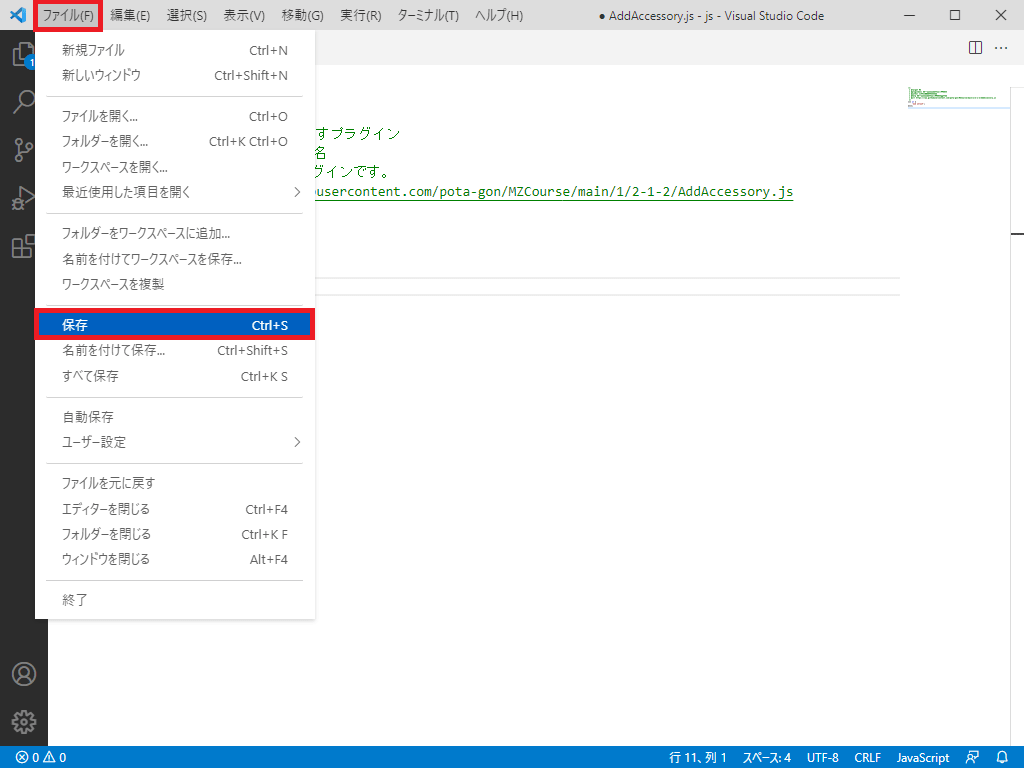 ファイル(F) 編集(E) 選択(S) 表示(V) 移動(G) 実行(R) ターミナル(T) ヘルプ(H) ● AddAccessory.js - js - Visual Studio Code
1
新規ファイル Ctrl+N
新しいウィンドウ Ctrl+Shift+N
ファイルを開く... Ctrl+O
フォルダーを開く... Ctrl+K Ctrl+O
ワークスペースを開く...
最近使用した項目を開く
フォルダーをワークスペースに追加...
名前を付けてワークスペースを保存...
ワークスペースを複製
保存 Ctrl+S
名前を付けて保存... Ctrl+Shift+S
すべて保存 Ctrl+K S
自動保存
ユーザー設定
ファイルを元に戻す
エディターを閉じる Ctrl+F4
フォルダーを閉じる Ctrl+K F
ウィンドウを閉じる Alt+F4
終了
すプラグイン
名
グインです。
ousercontent.com/pota-gon/MZCourse/main/1/2-1-2/AddAccessory.js
0 0 行 11、列 1 スペース: 4 UTF-8 CRLF JavaScript